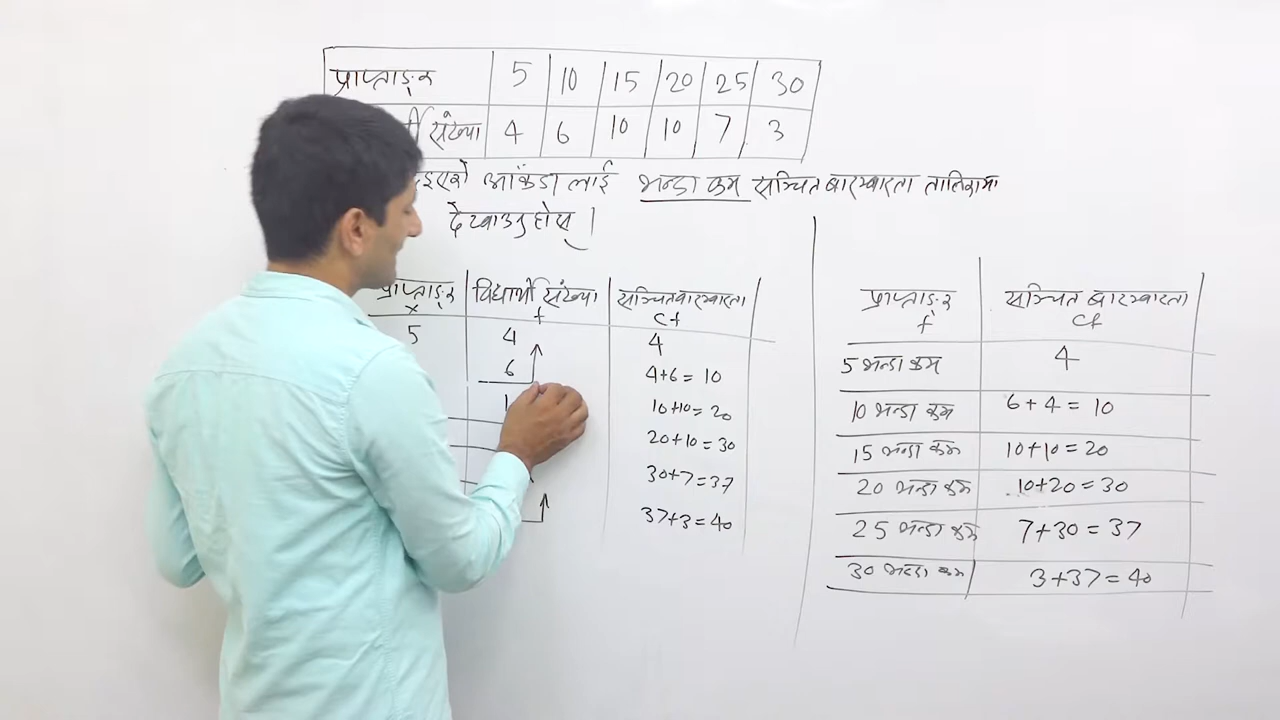 प्राप्ताङ्क 5 10 15 20 25 30
संख्या 4 6 10 10 7 3
आँकडा लाई भन्डा कम सञ्चित बारम्बारता तालिकामा
देखाउनुहोस् ।
प्राप्ताङ्क विद्यार्थी संख्या सञ्चित बारम्बारता
x f cf
5 4 4
6 4+6=10
10+10=20
20+10=30
30+7=37
37+3=40
प्राप्ताङ्क सञ्चित बारम्बारता
f cf
5 भन्डा कम 4
10 भन्डा कम 6+4=10
15 भन्डा कम 10+10=20
20 भन्डा कम 10+20=30
25 भन्डा कम 7+30=37
30 भन्डा कम 3+37=40